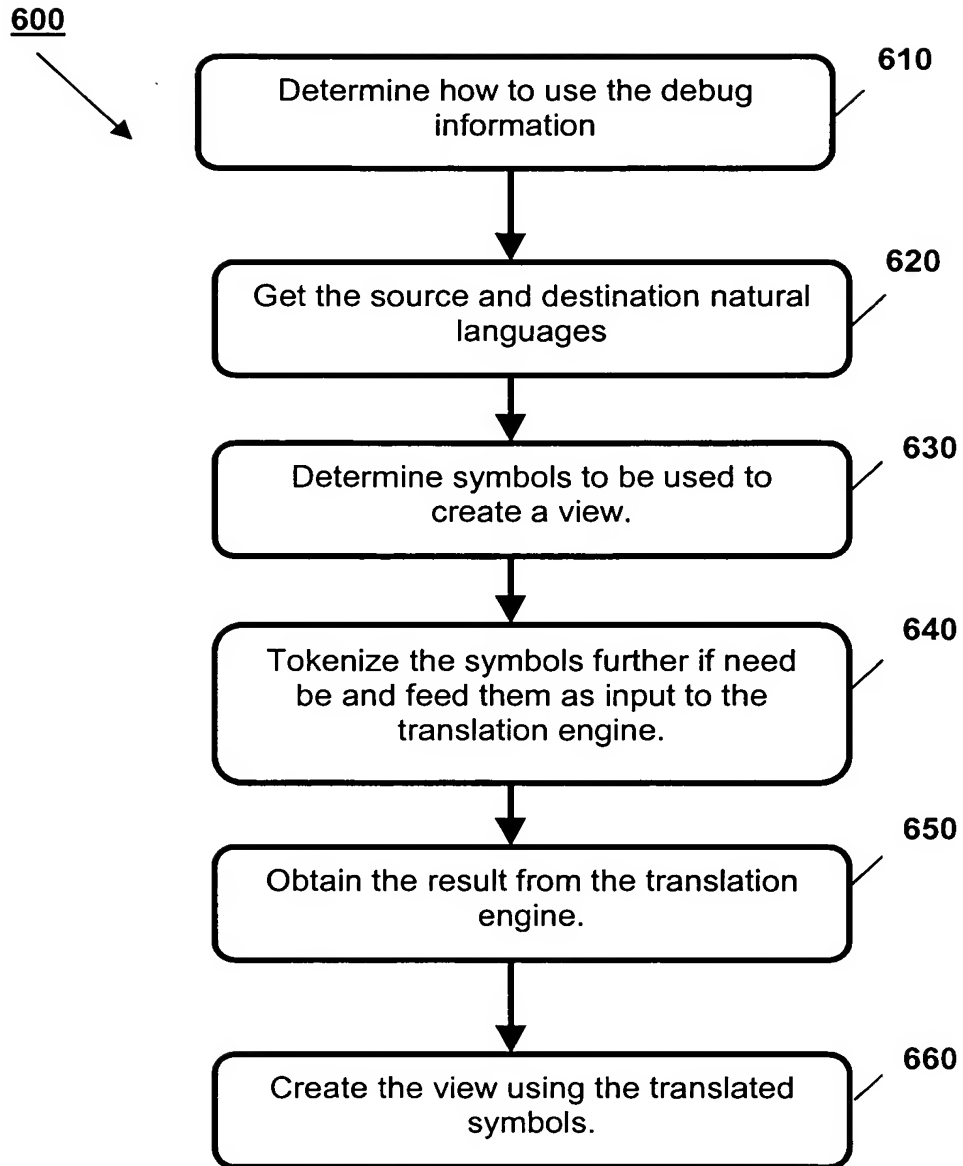 600
610
Determine how to use the debug
information
620
Get the source and destination natural
languages
630
Determine symbols to be used to
create a view.
640
Tokenize the symbols further if need
be and feed them as input to the
translation engine.
650
Obtain the result from the translation
engine.
660
Create the view using the translated
symbols.